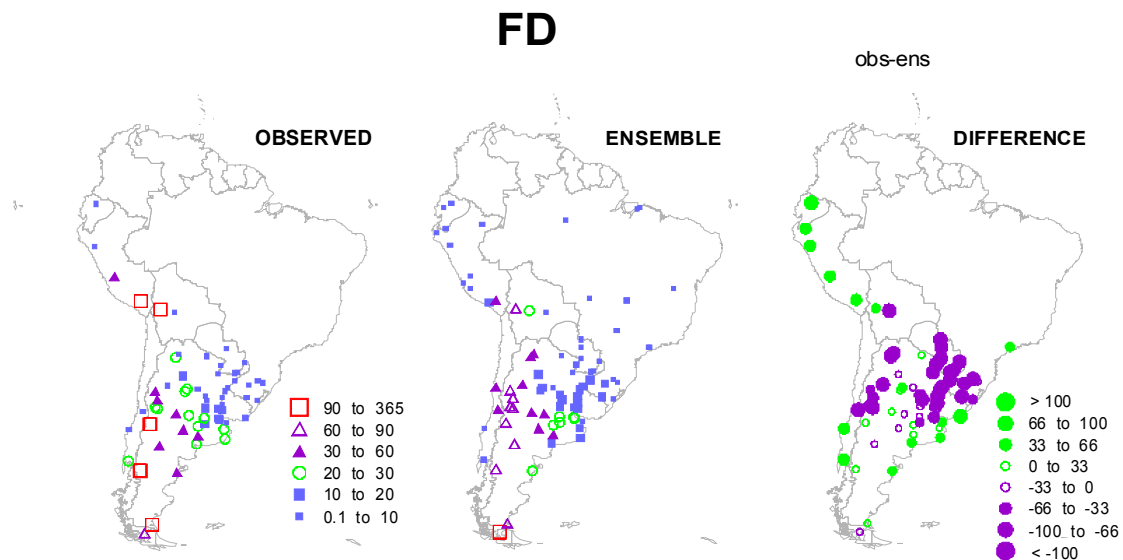 FD
obs-ens
OBSERVED
ENSEMBLE
DIFFERENCE
90 to 365
60 to 90
30 to 60
20 to 30
10 to 20
0.1 to 10
> 100
66 to 100
33 to 66
0 to 33
-33 to 0
-66 to -33
-100 to -66
< -100